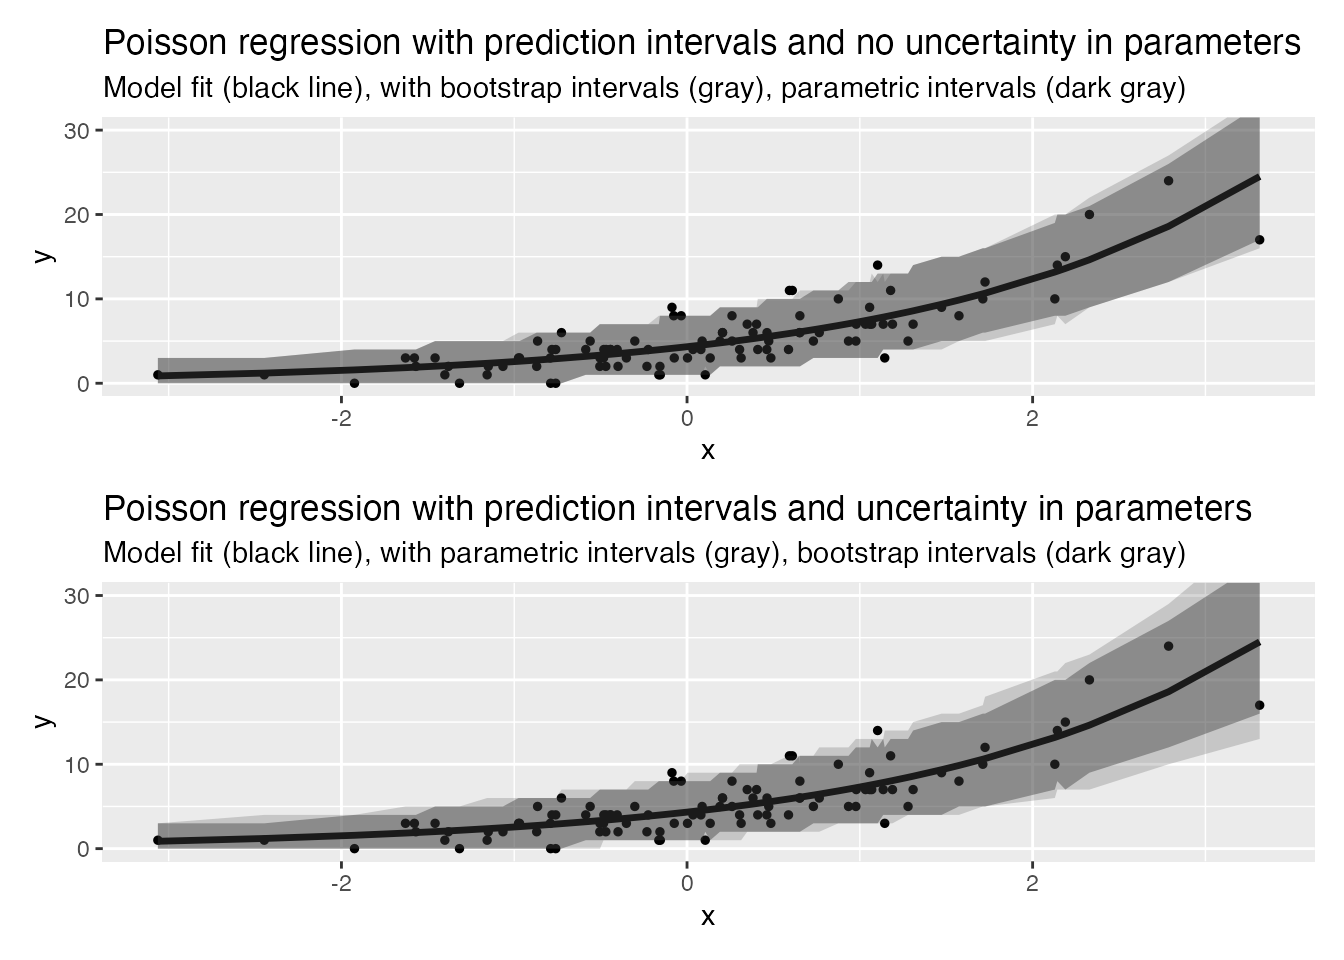 Poisson regression with prediction intervals and no uncertainty in parameters
Model fit (black line), with bootstrap intervals (gray), parametric intervals (dark gray)
30
20
10
0
y
-2
0
2
x
Poisson regression with prediction intervals and uncertainty in parameters
Model fit (black line), with parametric intervals (gray), bootstrap intervals (dark gray)
30
20
10
0
y
-2
0
2
x